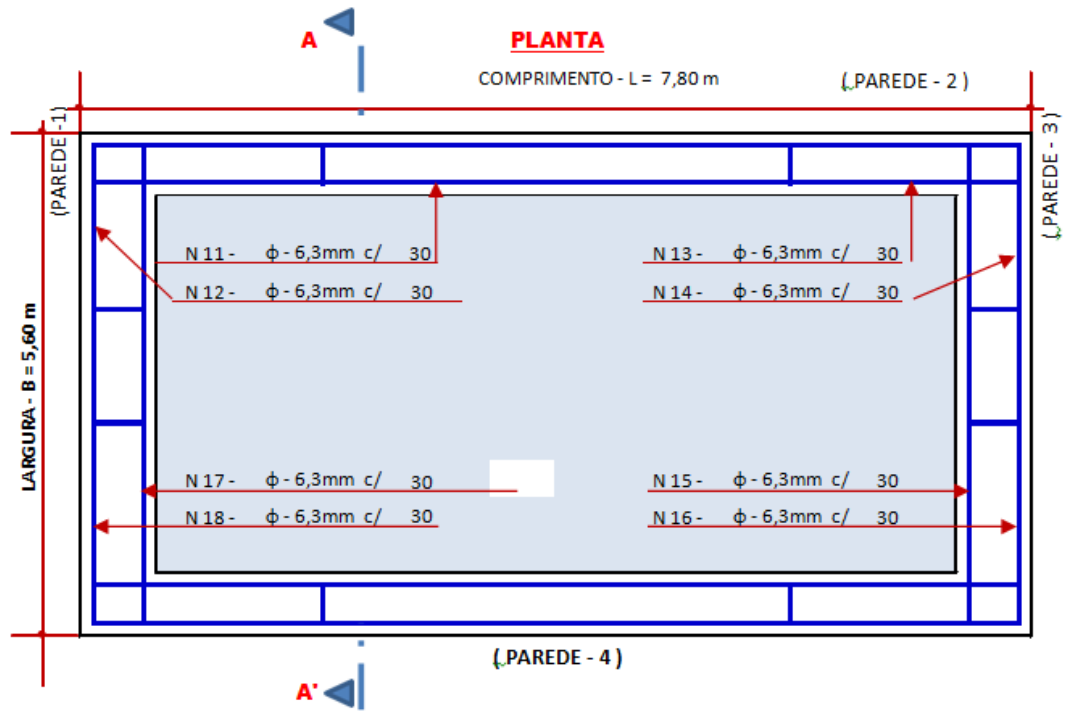 A
PLANTA
COMPRIMENTO - L = 7,80 m
( PAREDE - 2 )
(PAREDE -1)
( PAREDE - 3 )
N 11 - ϕ - 6,3mm c/ 30
N 13 - ϕ - 6,3mm c/ 30
N 12 - ϕ - 6,3mm c/ 30
N 14 - ϕ - 6,3mm c/ 30
LARGURA - B = 5,60 m
N 17 - ϕ - 6,3mm c/ 30
N 15 - ϕ - 6,3mm c/ 30
N 18 - ϕ - 6,3mm c/ 30
N 16 - ϕ - 6,3mm c/ 30
( PAREDE - 4 )
A'